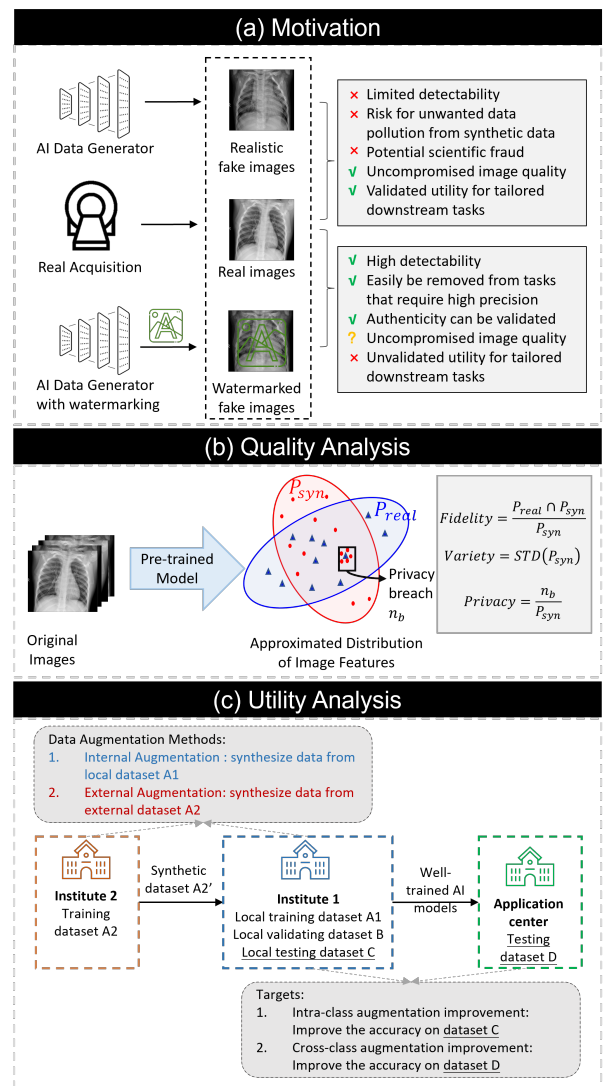 (a) Motivation
AI Data Generator
Realistic
fake images
× Limited detectability
× Risk for unwanted data
pollution from synthetic data
× Potential scientific fraud
√ Uncompromised image quality
√ Validated utility for tailored
downstream tasks
Real Acquisition
Real images
AI Data Generator
with watermarking
A
A
Watermarked
fake images
√ High detectability
√ Easily be removed from tasks
that require high precision
√ Authenticity can be validated
? Uncompromised image quality
× Unvalidated utility for tailored
downstream tasks
(b) Quality Analysis
Original
Images
Pre-trained
Model
P_syn
P_real
Privacy
breach
n_b
Approximated Distribution
of Image Features
Fidelity = (P_real ∩ P_syn) / P_syn
Variety = STD(P_syn)
Privacy = n_b / P_syn
(c) Utility Analysis
Data Augmentation Methods:
1. Internal Augmentation : synthesize data from
local dataset A1
2. External Augmentation: synthesize data from
external dataset A2
Institute 2
Training
dataset A2
Synthetic
dataset A2′
Institute 1
Local training dataset A1
Local validating dataset B
Local testing dataset C
Well-
trained AI
models
Application
center
Testing
dataset D
Targets:
1. Intra-class augmentation improvement:
Improve the accuracy on dataset C
2. Cross-class augmentation improvement:
Improve the accuracy on dataset D